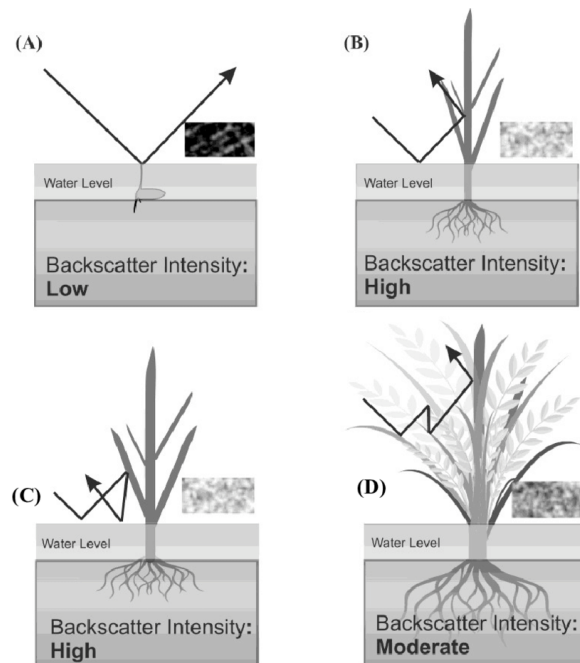 (A)
Water Level
Backscatter Intensity:
Low
(B)
Water Level
Backscatter Intensity:
High
(C)
Water Level
Backscatter Intensity:
High
(D)
Water Level
Backscatter Intensity:
Moderate